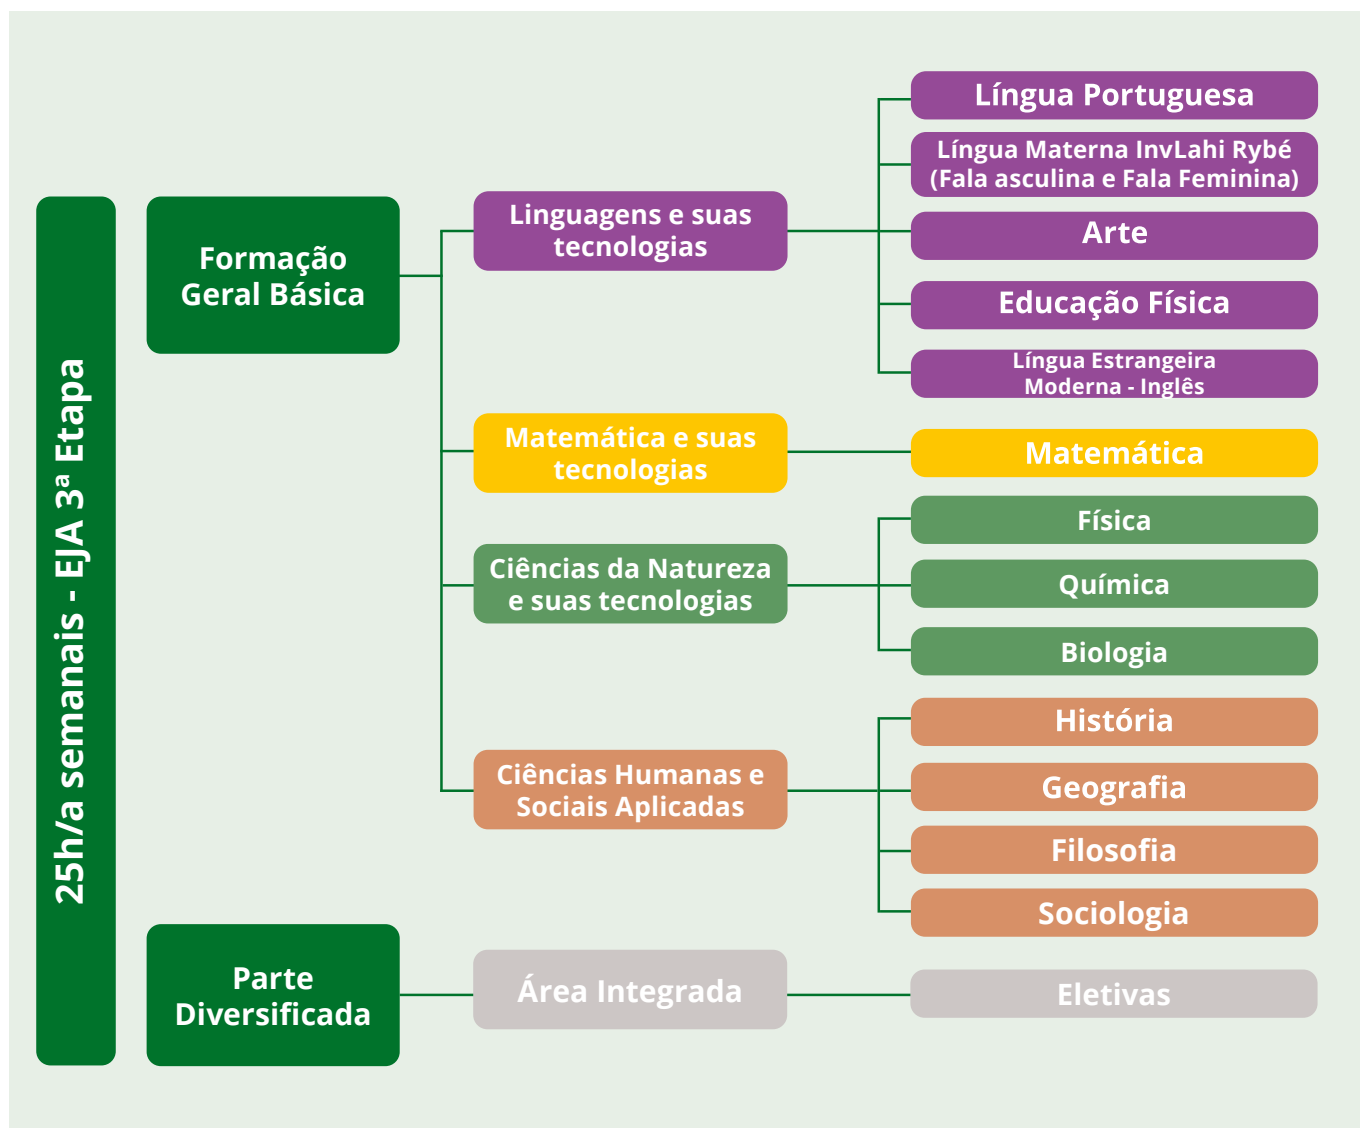 25h/a semanais - EJA 3ª Etapa
Formação
Geral Básica
Linguagens e suas
tecnologias
Língua Portuguesa
Língua Materna InvLahi Rybé
(Fala asculina e Fala Feminina)
Arte
Educação Física
Língua Estrangeira
Moderna - Inglês
Matemática e suas
tecnologias
Matemática
Ciências da Natureza
e suas tecnologias
Física
Química
Biologia
Ciências Humanas e
Sociais Aplicadas
História
Geografia
Filosofia
Sociologia
Parte
Diversificada
Área Integrada
Eletivas